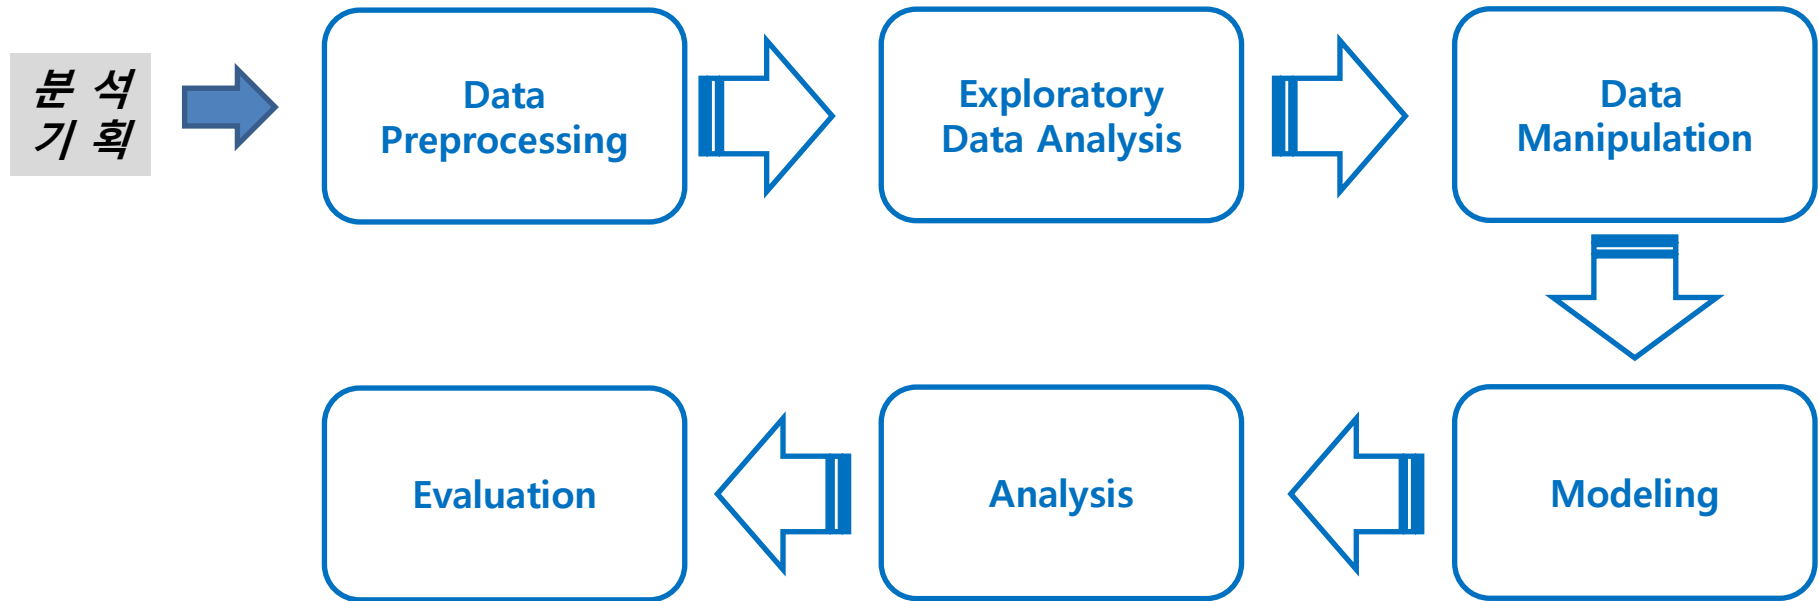 분 석
기 획
Data
Preprocessing
Exploratory
Data Analysis
Data
Manipulation
Modeling
Analysis
Evaluation